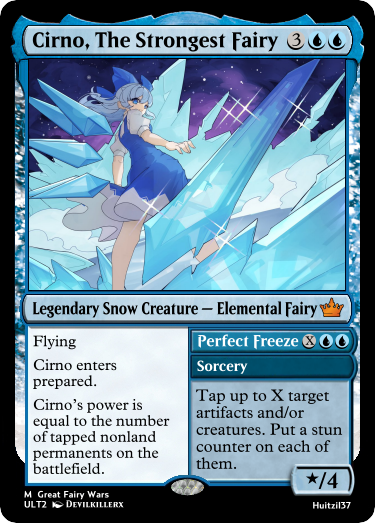 Cirno, The Strongest Fairy 3
Legendary Snow Creature — Elemental Fairy
Flying
Cirno enters
prepared.
Cirno's power is
equal to the number
of tapped nonland
permanents on the
battlefield.
Perfect Freeze X
Sorcery
Tap up to X target
artifacts and/or
creatures. Put a stun
counter on each of
them.
★/4
M Great Fairy Wars
ULT2 Devilkillerx
Huitzil37